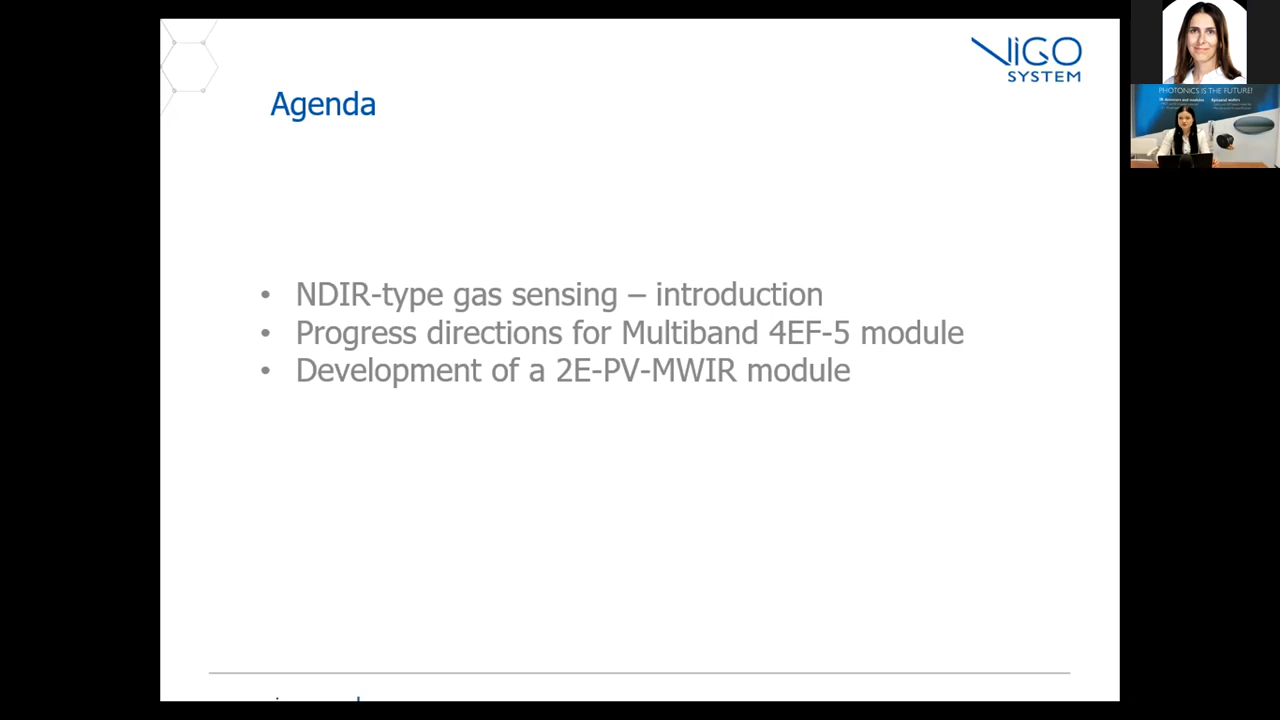 VIGO
SYSTEM
Agenda
• NDIR-type gas sensing – introduction
• Progress directions for Multiband 4EF-5 module
• Development of a 2E-PV-MWIR module
PHOTONICS IS THE FUTURE!